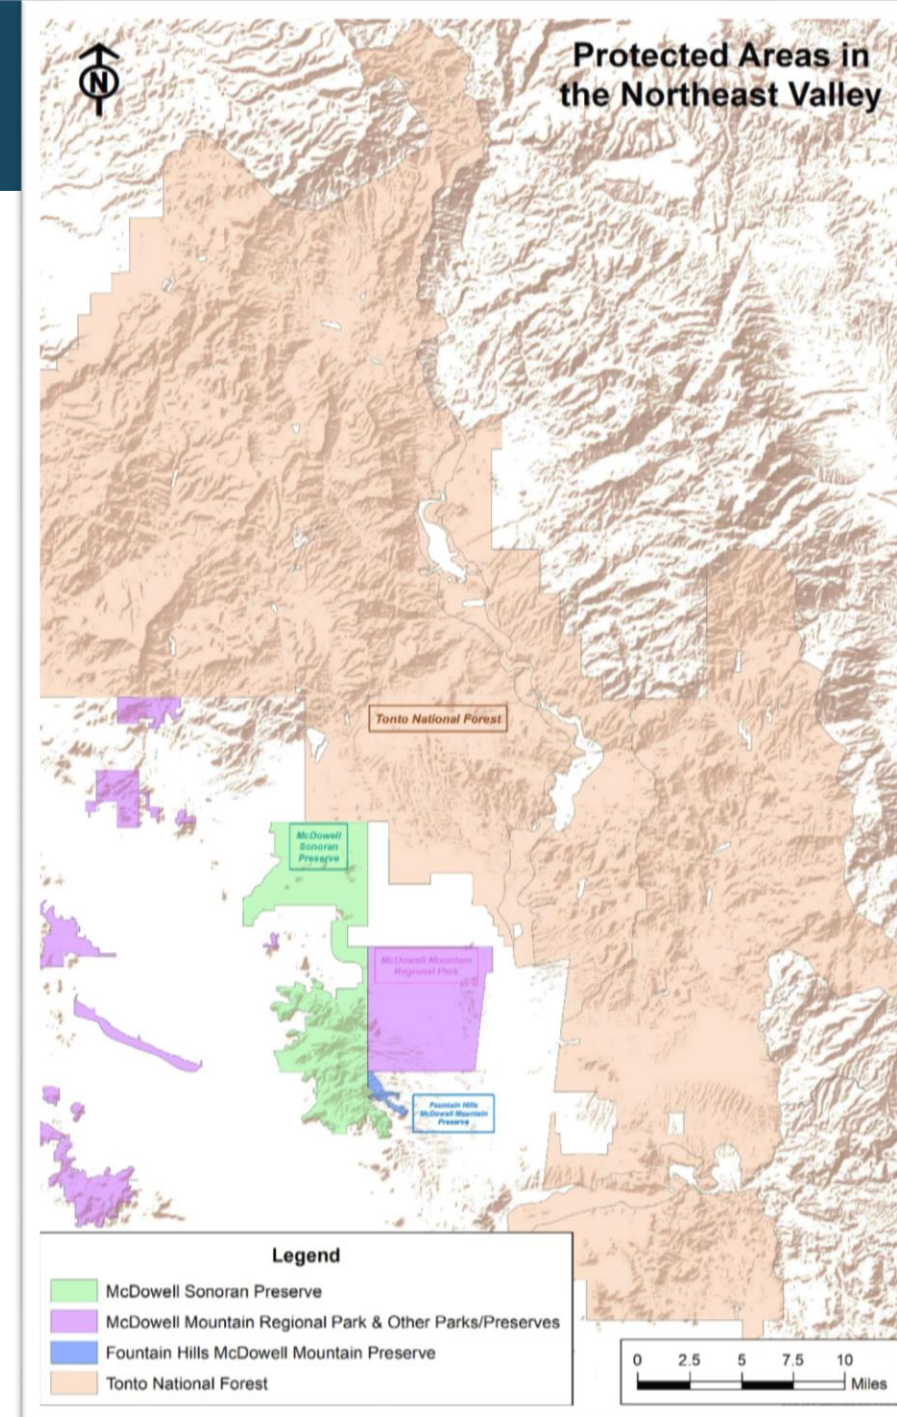 N
Protected Areas in
the Northeast Valley
Tonto National Forest
McDowell
Sonoran
Preserve
McDowell Mountain
Regional Park
Fountain Hills
McDowell Mountain
Preserve
Legend
McDowell Sonoran Preserve
McDowell Mountain Regional Park & Other Parks/Preserves
Fountain Hills McDowell Mountain Preserve
Tonto National Forest
0 2.5 5 7.5 10
Miles